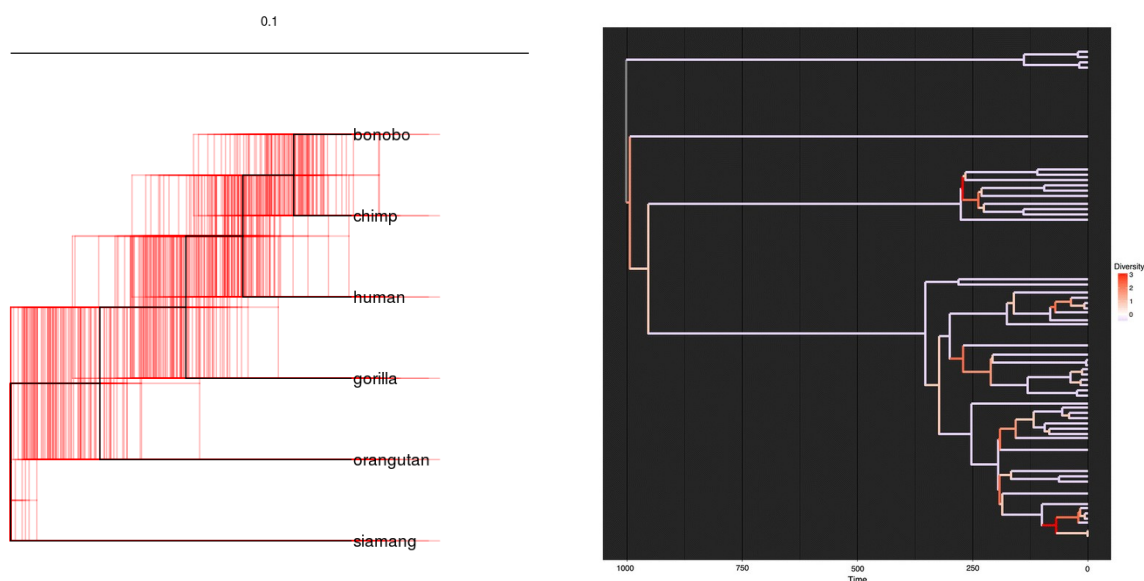 0.1
bonobo
chimp
human
gorilla
orangutan
siamang
Diversity
3
2
1
0
1000
750
500
250
0
Time